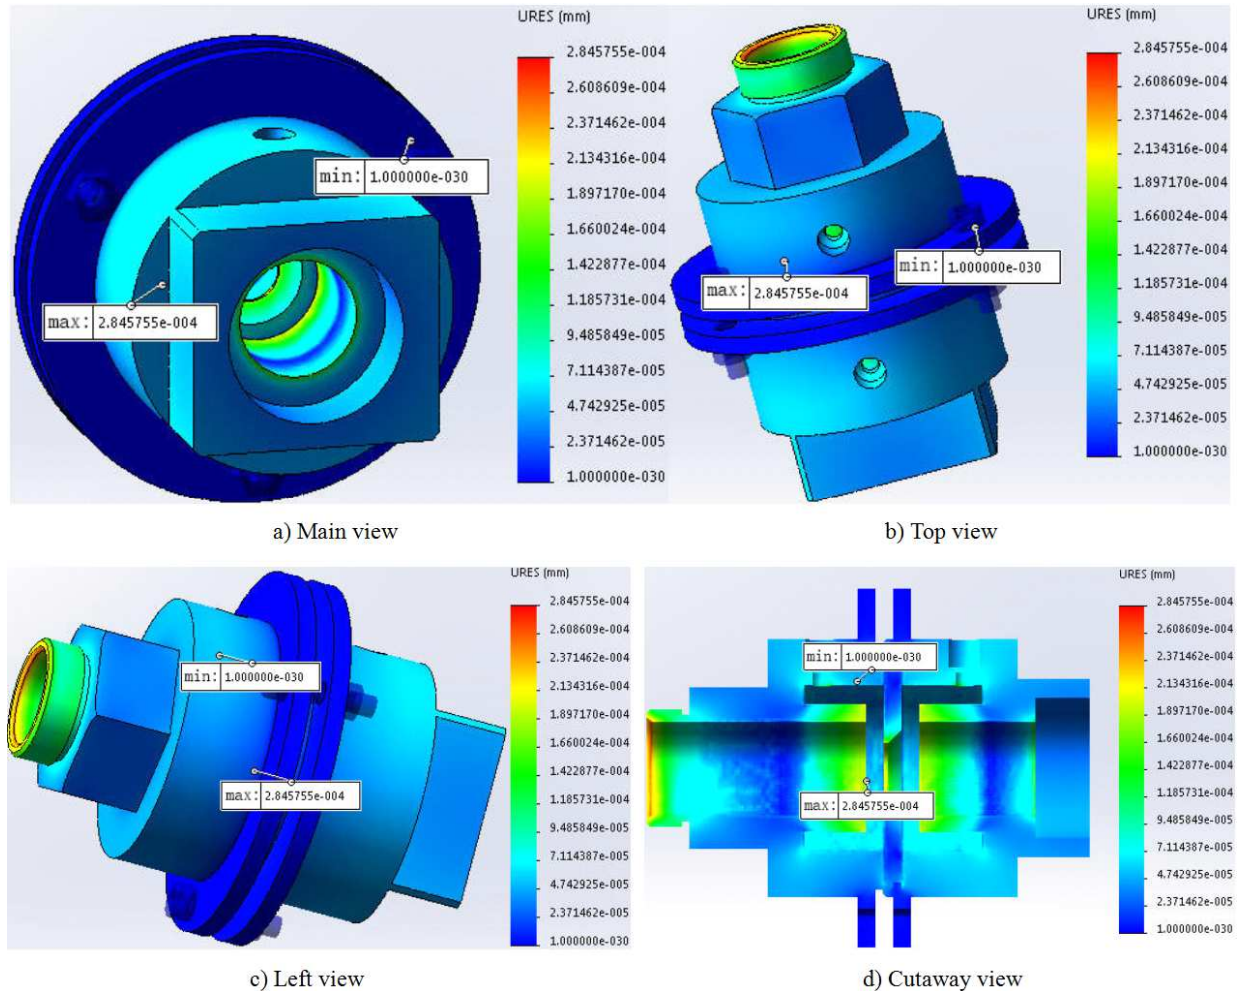 URES (mm)
2.845755e-004
2.608609e-004
2.371462e-004
2.134316e-004
1.897170e-004
1.660024e-004
1.422877e-004
1.185731e-004
9.485849e-005
7.114387e-005
4.742925e-005
2.371462e-005
1.000000e-030
min: 1.000000e-030
max: 2.845755e-004
a) Main view
URES (mm)
2.845755e-004
2.608609e-004
2.371462e-004
2.134316e-004
1.897170e-004
1.660024e-004
1.422877e-004
1.185731e-004
9.485849e-005
7.114387e-005
4.742925e-005
2.371462e-005
1.000000e-030
min: 1.000000e-030
max: 2.845755e-004
b) Top view
URES (mm)
2.845755e-004
2.608609e-004
2.371462e-004
2.134316e-004
1.897170e-004
1.660024e-004
1.422877e-004
1.185731e-004
9.485849e-005
7.114387e-005
4.742925e-005
2.371462e-005
1.000000e-030
min: 1.000000e-030
max: 2.845755e-004
c) Left view
URES (mm)
2.845755e-004
2.608609e-004
2.371462e-004
2.134316e-004
1.897170e-004
1.660024e-004
1.422877e-004
1.185731e-004
9.485849e-005
7.114387e-005
4.742925e-005
2.371462e-005
1.000000e-030
min: 1.000000e-030
max: 2.845755e-004
d) Cutaway view